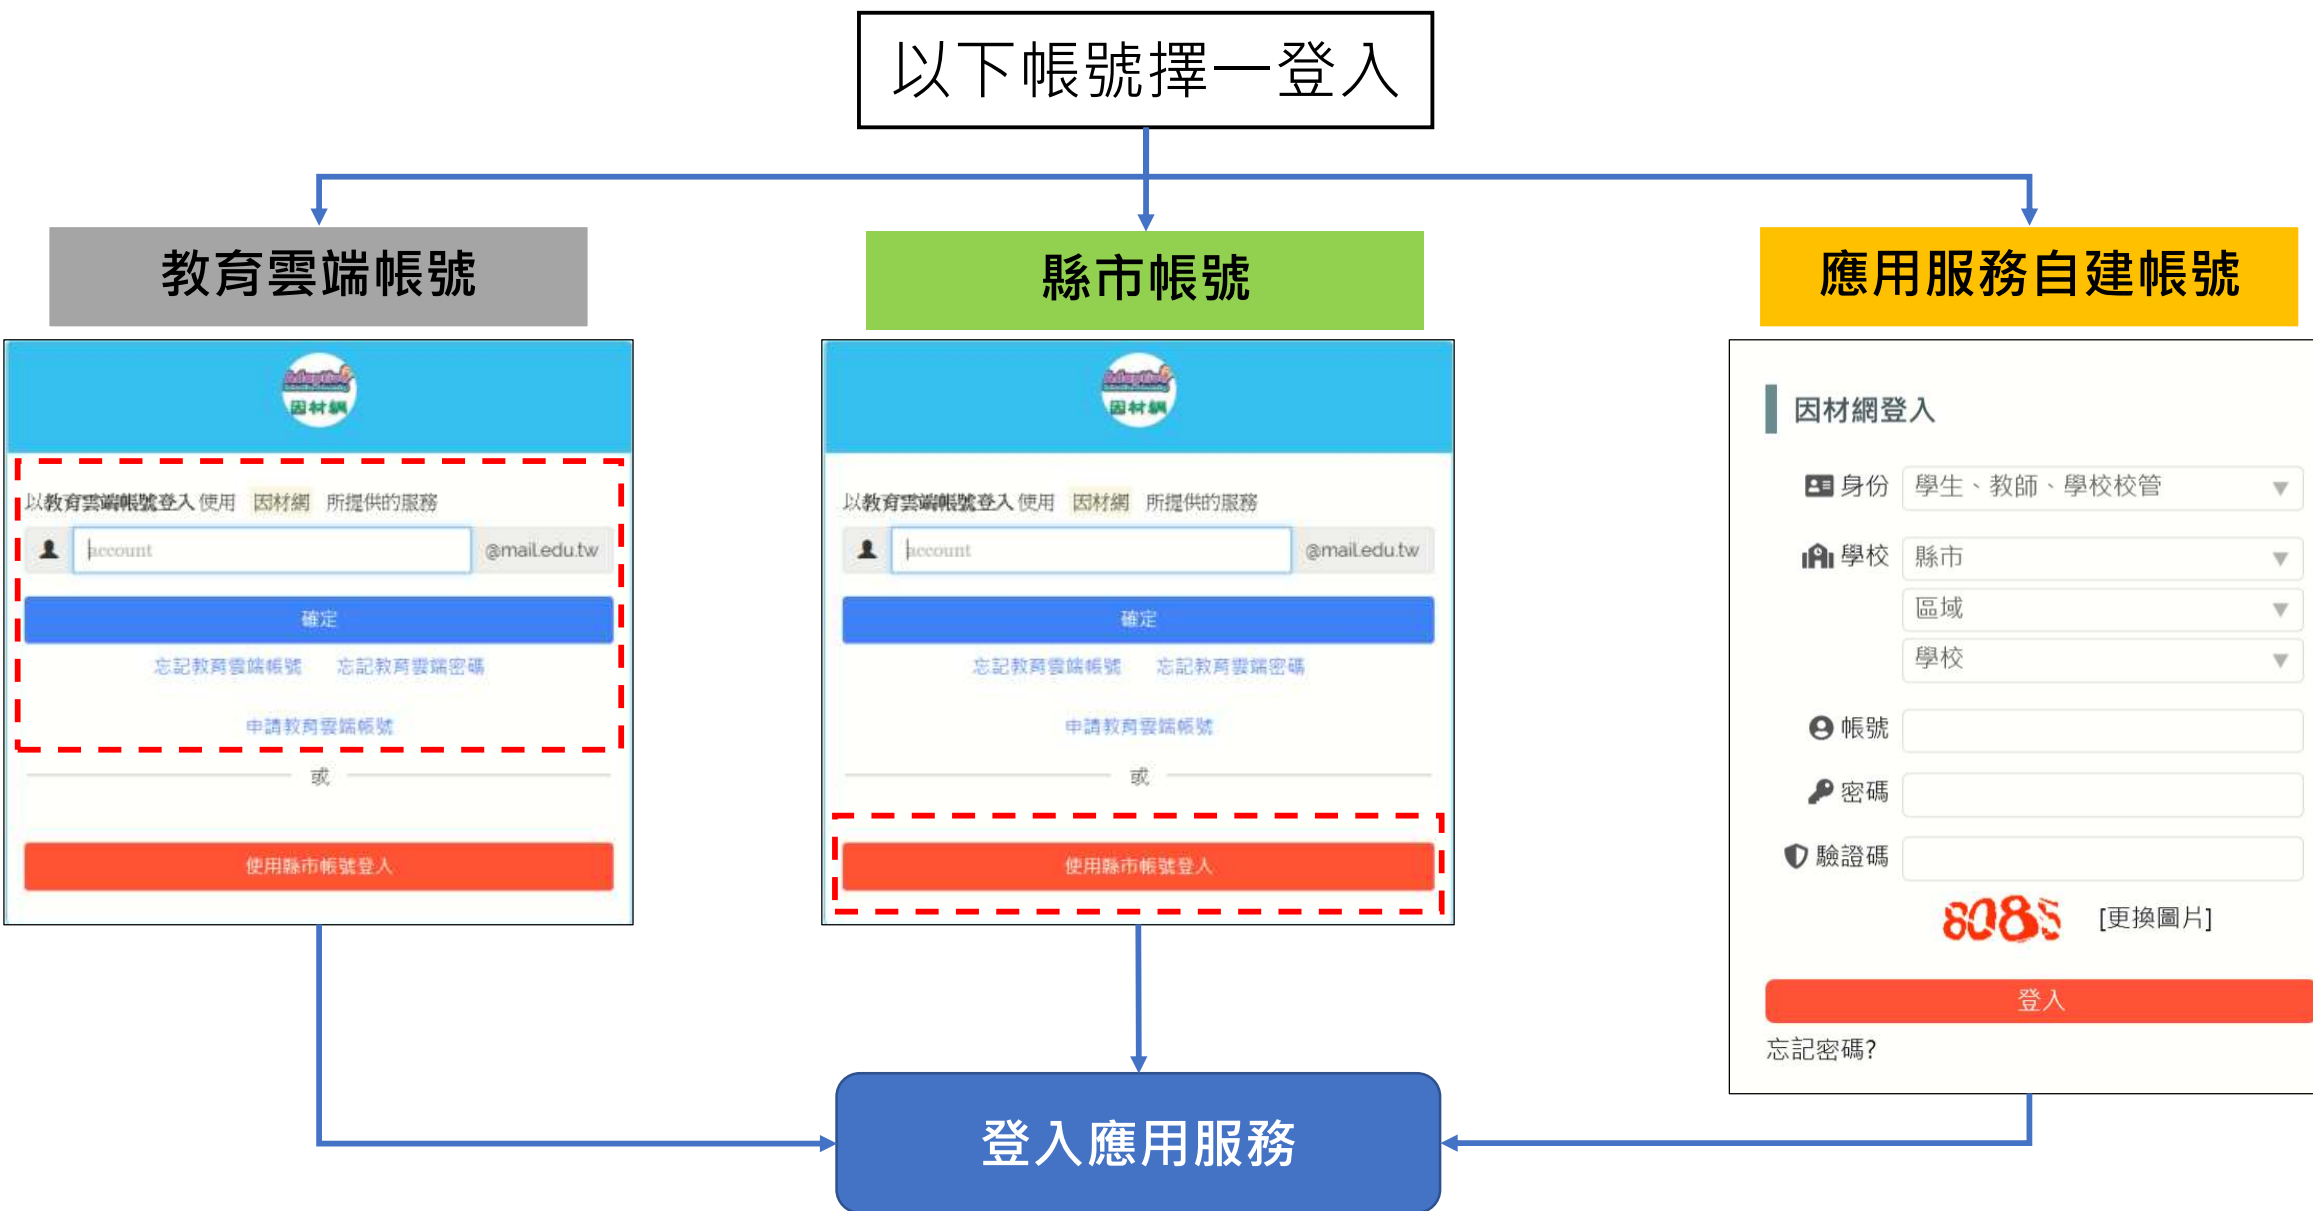 以下帳號擇一登入
教育雲端帳號
因材網
以教育雲端帳號登入 使用 因材網 所提供的服務
account @mail.edu.tw
確定
忘記教育雲端帳號 忘記教育雲端密碼
申請教育雲端帳號
或
使用縣市帳號登入
縣市帳號
因材網
以教育雲端帳號登入 使用 因材網 所提供的服務
account @mail.edu.tw
確定
忘記教育雲端帳號 忘記教育雲端密碼
申請教育雲端帳號
或
使用縣市帳號登入
應用服務自建帳號
因材網登入
身份 學生、教師、學校校管
學校 縣市
區域
學校
帳號
密碼
驗證碼
8085 [更換圖片]
登入
忘記密碼?
登入應用服務